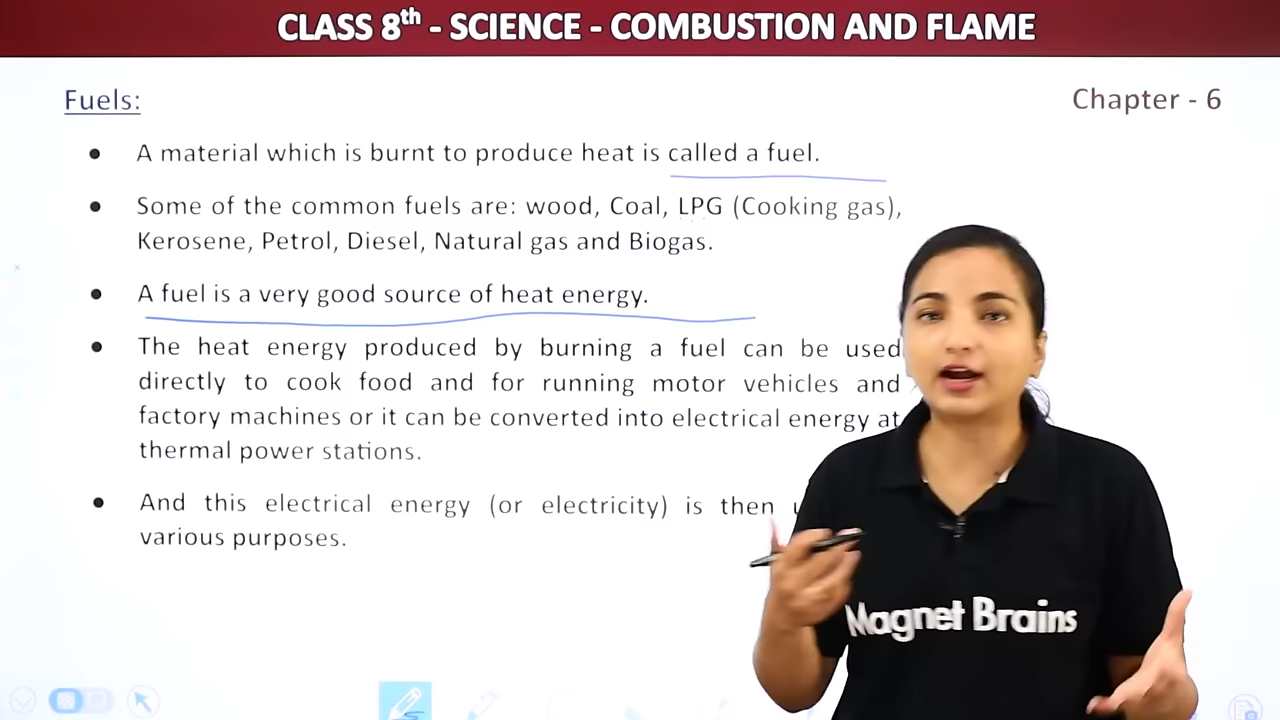 CLASS 8th - SCIENCE - COMBUSTION AND FLAME
Fuels:
Chapter - 6
● A material which is burnt to produce heat is called a fuel.
● Some of the common fuels are: wood, Coal, LPG (Cooking gas),
Kerosene, Petrol, Diesel, Natural gas and Biogas.
● A fuel is a very good source of heat energy.
● The heat energy produced by burning a fuel can be used
directly to cook food and for running motor vehicles and
factory machines or it can be converted into electrical energy at
thermal power stations.
● And this electrical energy (or electricity) is then
various purposes.
Magnet Brains